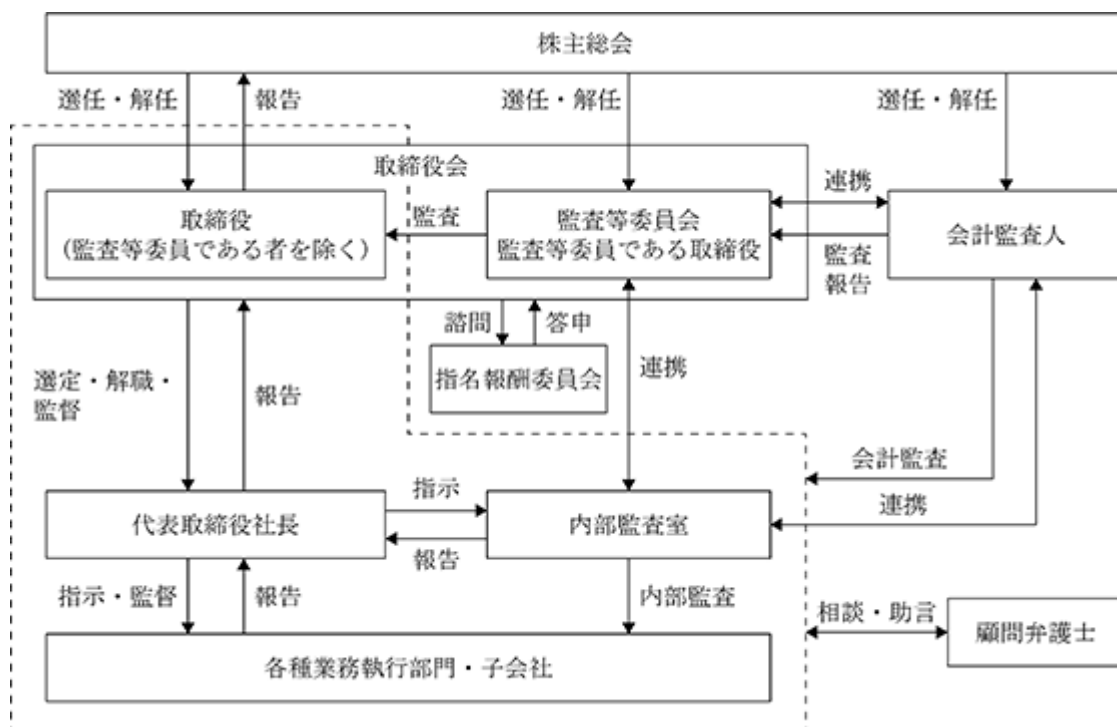 株主総会
選任・解任
報告
選任・解任
選任・解任
取締役会
取締役
（監査等委員である者を除く）
監査
監査等委員会
監査等委員である取締役
連携
監査
報告
会計監査人
諮問
答申
指名報酬委員会
連携
選定・解職・
監督
報告
会計監査
連携
代表取締役社長
指示
報告
内部監査室
指示・監督
報告
内部監査
相談・助言
顧問弁護士
各種業務執行部門・子会社